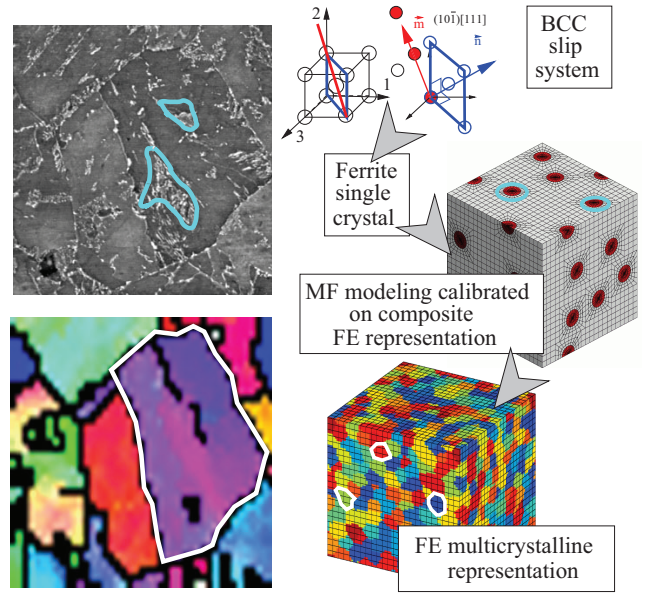 2
(101̅)[111]
m⃗
n⃗
1
3
BCC
slip
system
Ferrite
single
crystal
MF modeling calibrated
on composite
FE representation
FE multicrystalline
representation